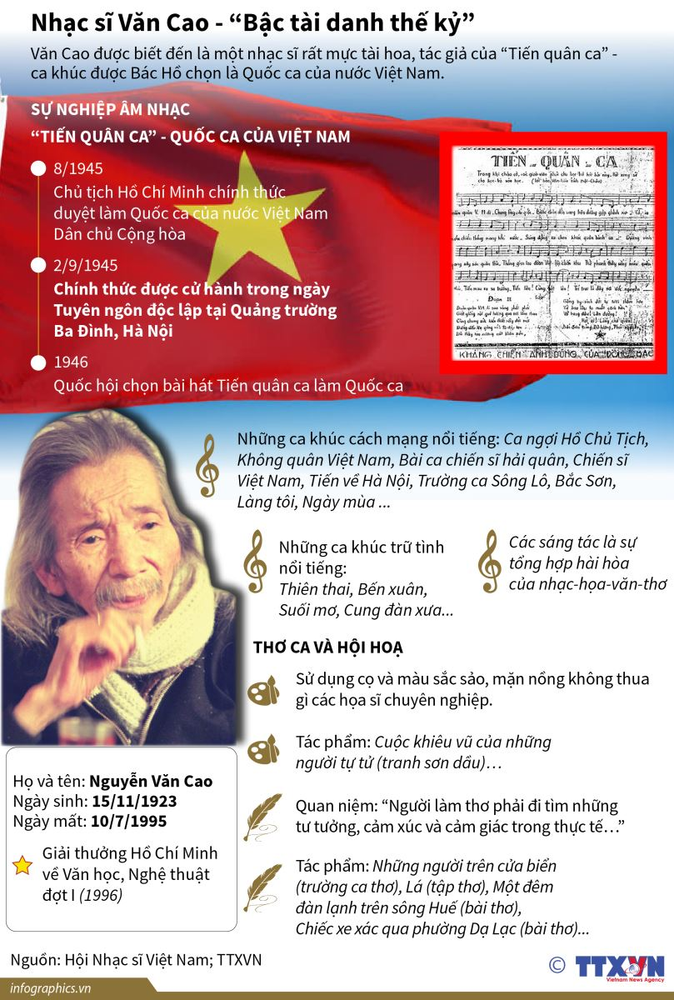 Nhạc sĩ Văn Cao - “Bậc tài danh thế kỷ”
Văn Cao được biết đến là một nhạc sĩ rất mực tài hoa, tác giả của “Tiến quân ca” -
ca khúc được Bác Hồ chọn là Quốc ca của nước Việt Nam.
SỰ NGHIỆP ÂM NHẠC
“TIẾN QUÂN CA” - QUỐC CA CỦA VIỆT NAM
8/1945
Chủ tịch Hồ Chí Minh chính thức
duyệt làm Quốc ca của nước Việt Nam
Dân chủ Cộng hòa
2/9/1945
Chính thức được cử hành trong ngày
Tuyên ngôn độc lập tại Quảng trường
Ba Đình, Hà Nội
1946
Quốc hội chọn bài hát Tiến quân ca làm Quốc ca
TIẾN _ QUÂN _ CA
KHÁNG CHIẾN ANH DŨNG CỦA
Những ca khúc cách mạng nổi tiếng: Ca ngợi Hồ Chủ Tịch,
Không quân Việt Nam, Bài ca chiến sĩ hải quân, Chiến sĩ
Việt Nam, Tiến về Hà Nội, Trường ca Sông Lô, Bắc Sơn,
Làng tôi, Ngày mùa ...
Những ca khúc trữ tình
nổi tiếng:
Thiên thai, Bến xuân,
Suối mơ, Cung đàn xưa...
Các sáng tác là sự
tổng hợp hài hòa
của nhạc-họa-văn-thơ
THƠ CA VÀ HỘI HOẠ
Sử dụng cọ và màu sắc sảo, mặn nồng không thua
gì các họa sĩ chuyên nghiệp.
Tác phẩm: Cuộc khiêu vũ của những
người tự tử (tranh sơn dầu)…
Quan niệm: “Người làm thơ phải đi tìm những
tư tưởng, cảm xúc và cảm giác trong thực tế…”
Tác phẩm: Những người trên cửa biển
(trường ca thơ), Lá (tập thơ), Một đêm
đàn lạnh trên sông Huế (bài thơ),
Chiếc xe xác qua phường Dạ Lạc (bài thơ)...
Họ và tên: Nguyễn Văn Cao
Ngày sinh: 15/11/1923
Ngày mất: 10/7/1995
Giải thưởng Hồ Chí Minh
về Văn học, Nghệ thuật
đợt I (1996)
Nguồn: Hội Nhạc sĩ Việt Nam; TTXVN
© TTXVN
Vietnam News Agency
infographics.vn